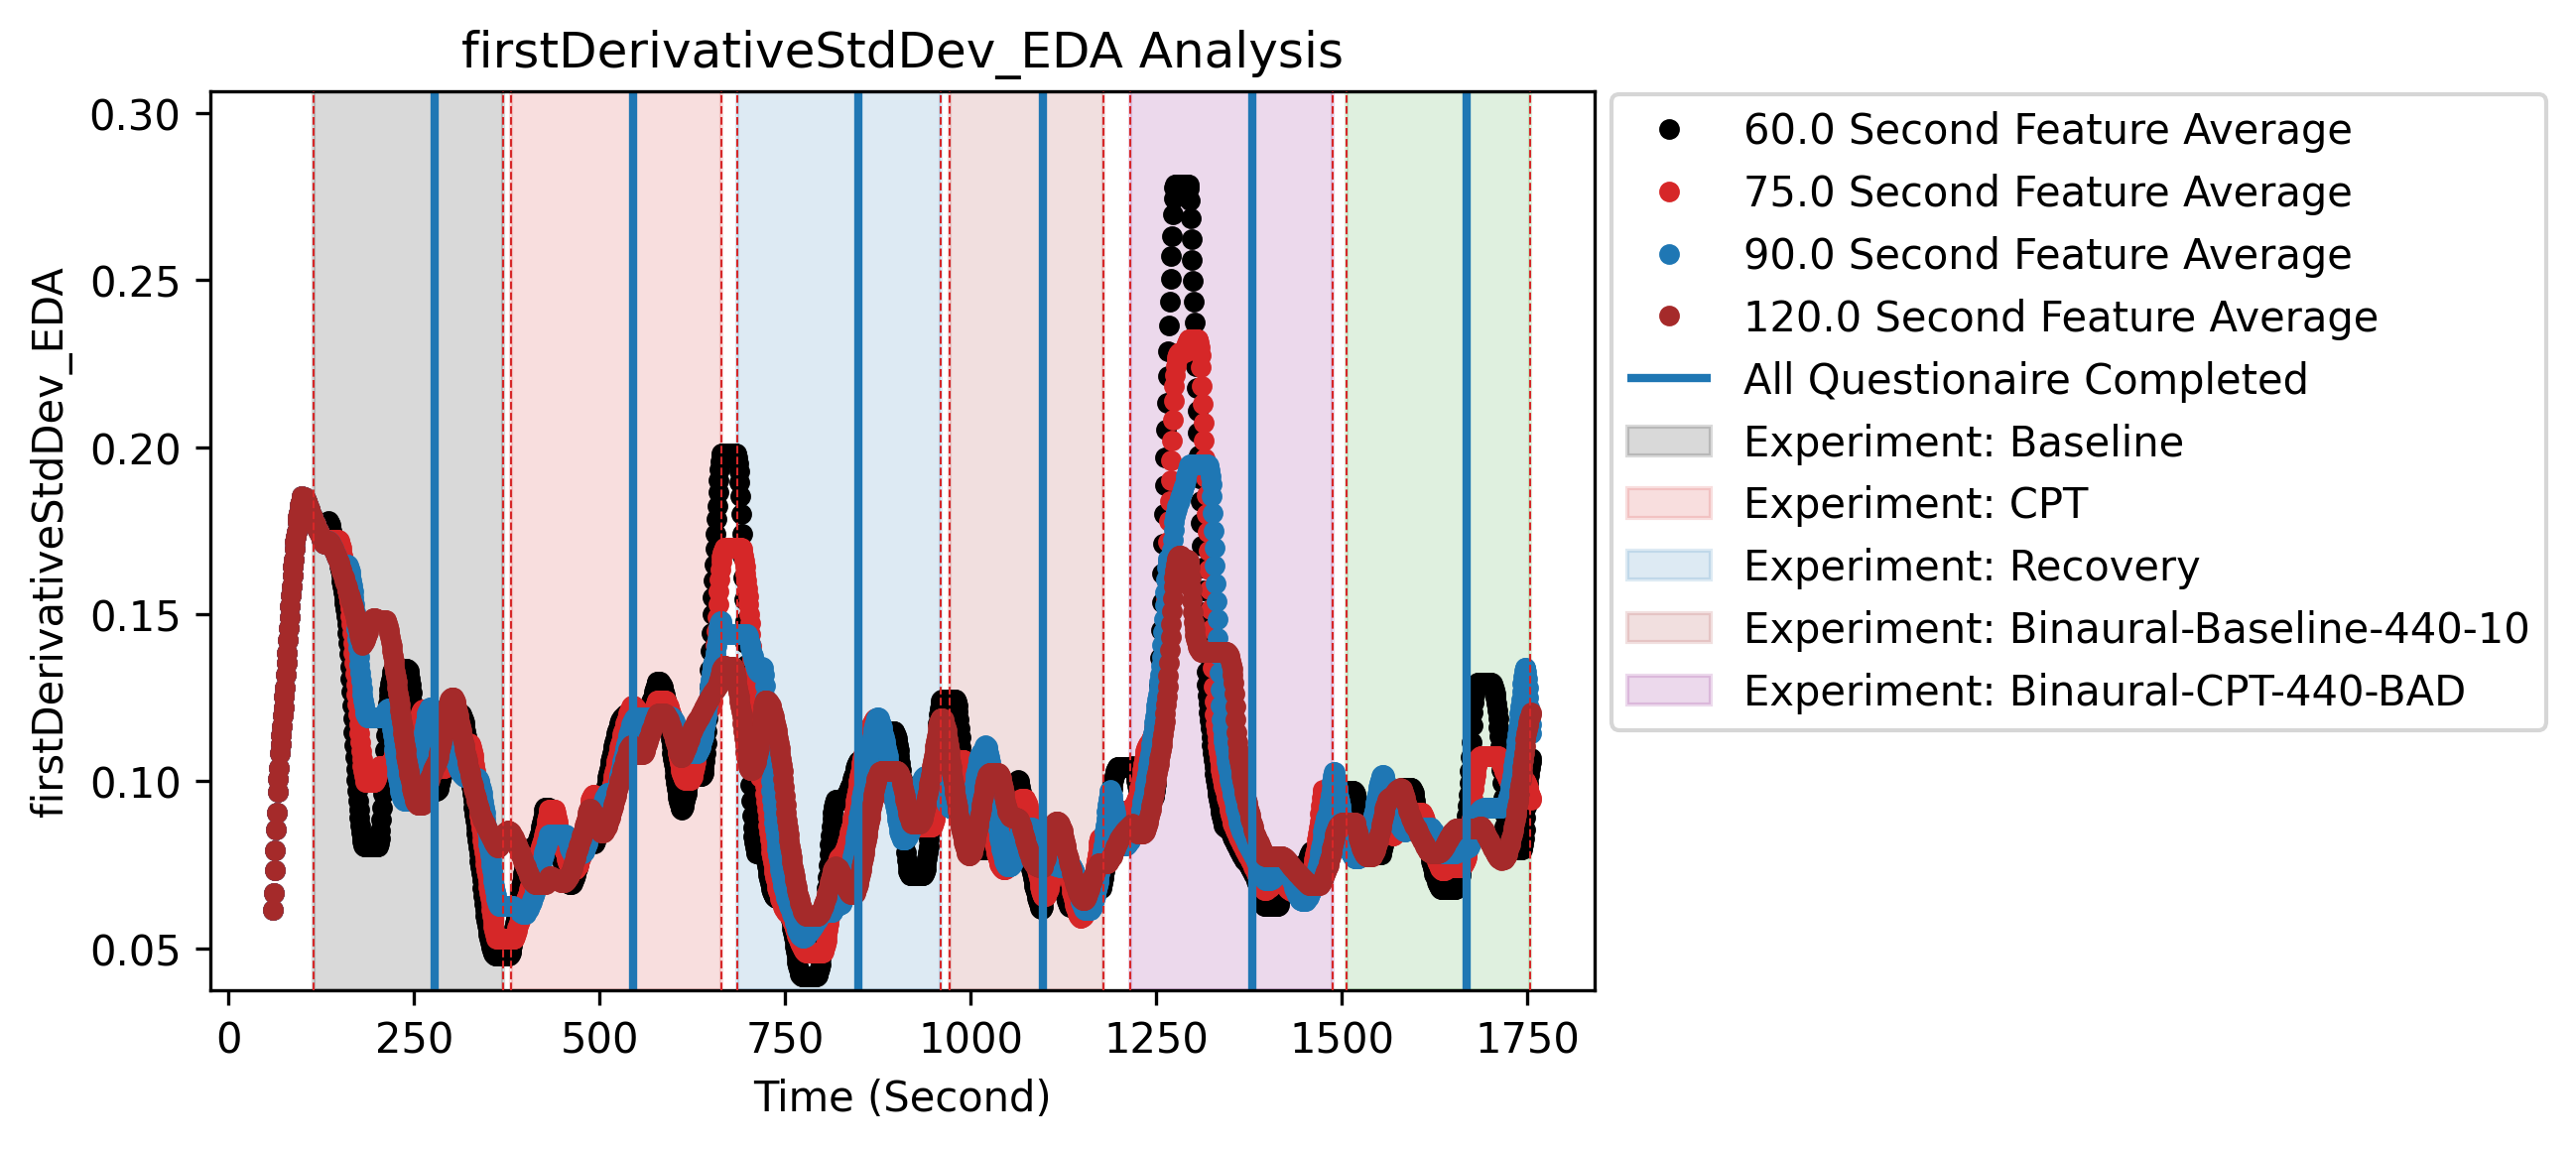 firstDerivativeStdDev_EDA Analysis
firstDerivativeStdDev_EDA
0.30
0.25
0.20
0.15
0.10
0.05
0 250 500 750 1000 1250 1500 1750
Time (Second)
60.0 Second Feature Average
75.0 Second Feature Average
90.0 Second Feature Average
120.0 Second Feature Average
All Questionaire Completed
Experiment: Baseline
Experiment: CPT
Experiment: Recovery
Experiment: Binaural-Baseline-440-10
Experiment: Binaural-CPT-440-BAD